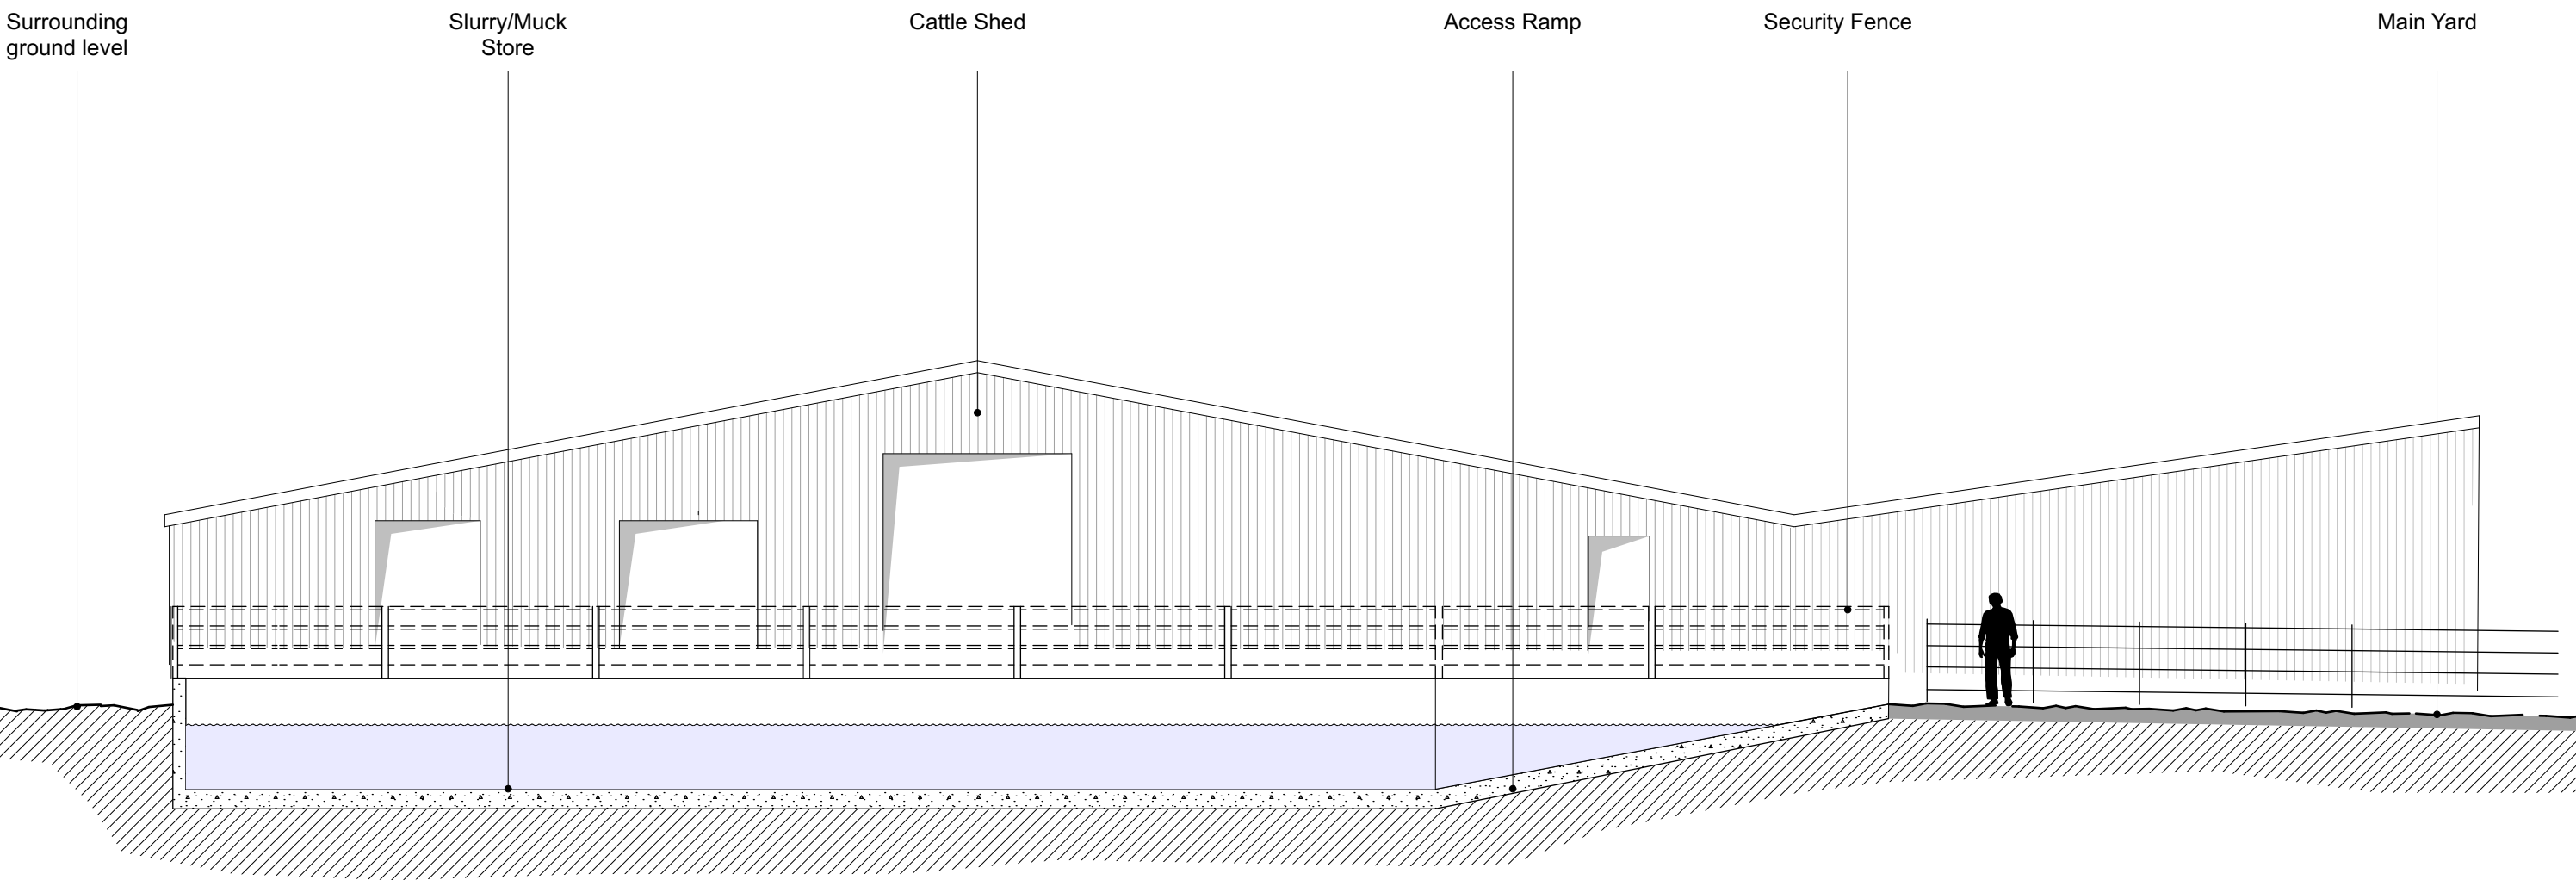 Surrounding
ground level
Slurry/Muck
Store
Cattle Shed
Access Ramp
Security Fence
Main Yard